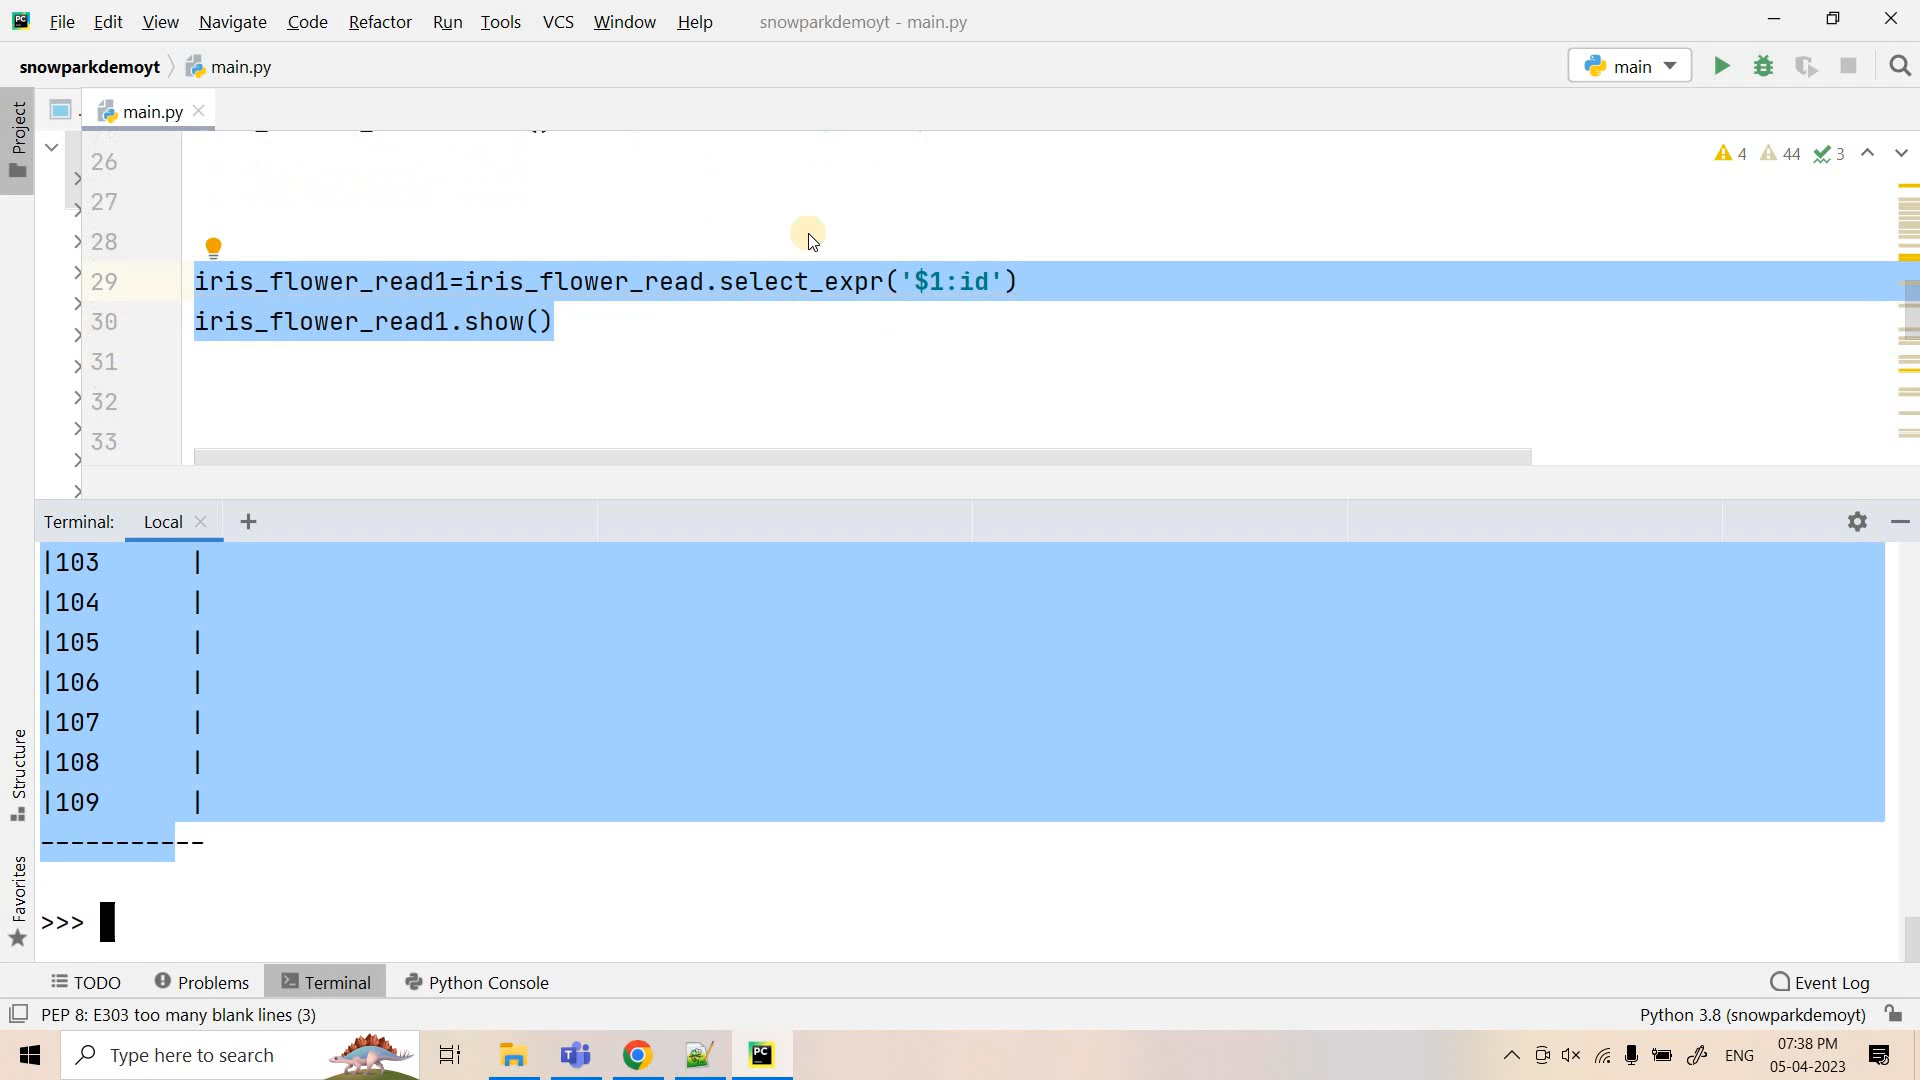 PC File Edit View Navigate Code Refactor Run Tools VCS Window Help snowparkdemoyt - main.py
snowparkdemoyt main.py main
Project
main.py
26 4 44 3
27
28
29 iris_flower_read1=iris_flower_read.select_expr('$1:id')
30 iris_flower_read1.show()
31
32
33
Terminal: Local
|103 |
|104 |
|105 |
|106 |
|107 |
|108 |
|109 |
-----------
>>>
Structure
Favorites
TODO Problems Terminal Python Console Event Log
PEP 8: E303 too many blank lines (3) Python 3.8 (snowparkdemoyt)
Type here to search PC ENG 07:38 PM
05-04-2023